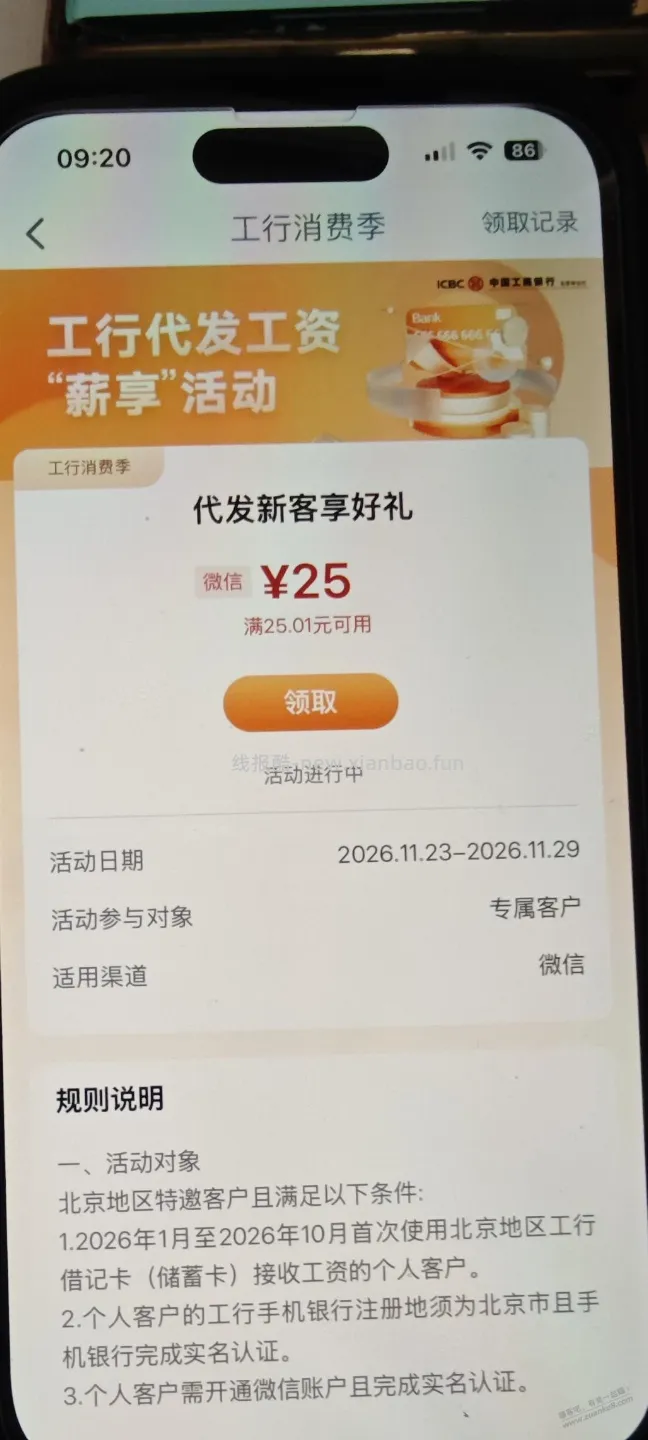 09:20
86
工行消费季
领取记录
ICBC 中国工商银行
工行代发工资
“薪享”活动
Bank
工行消费季
代发新客享好礼
微信 ¥25
满25.01元可用
领取
线报酷-new.xianbao.fun
活动进行中
活动日期 2026.11.23-2026.11.29
活动参与对象 专属客户
适用渠道 微信
规则说明
一、活动对象
北京地区特邀客户且满足以下条件:
1.2026年1月至2026年10月首次使用北京地区工行
借记卡（储蓄卡）接收工资的个人客户。
2.个人客户的工行手机银行注册地须为北京市且手
机银行完成实名认证。
3.个人客户需开通微信账户且完成实名认证。